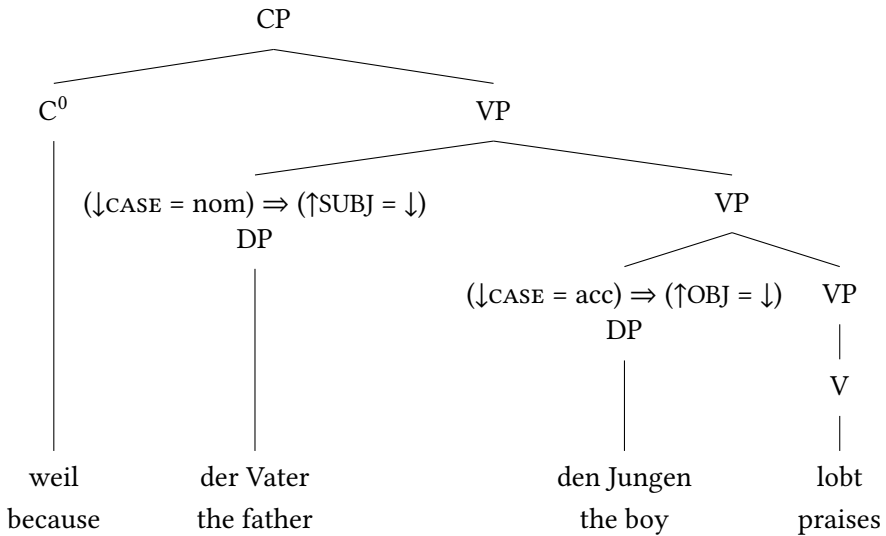 CP
C⁰ VP
(↓CASE = nom) ⇒ (↑SUBJ = ↓) VP
DP
(↓CASE = acc) ⇒ (↑OBJ = ↓) VP
DP
V
weil der Vater den Jungen lobt
because the father the boy praises